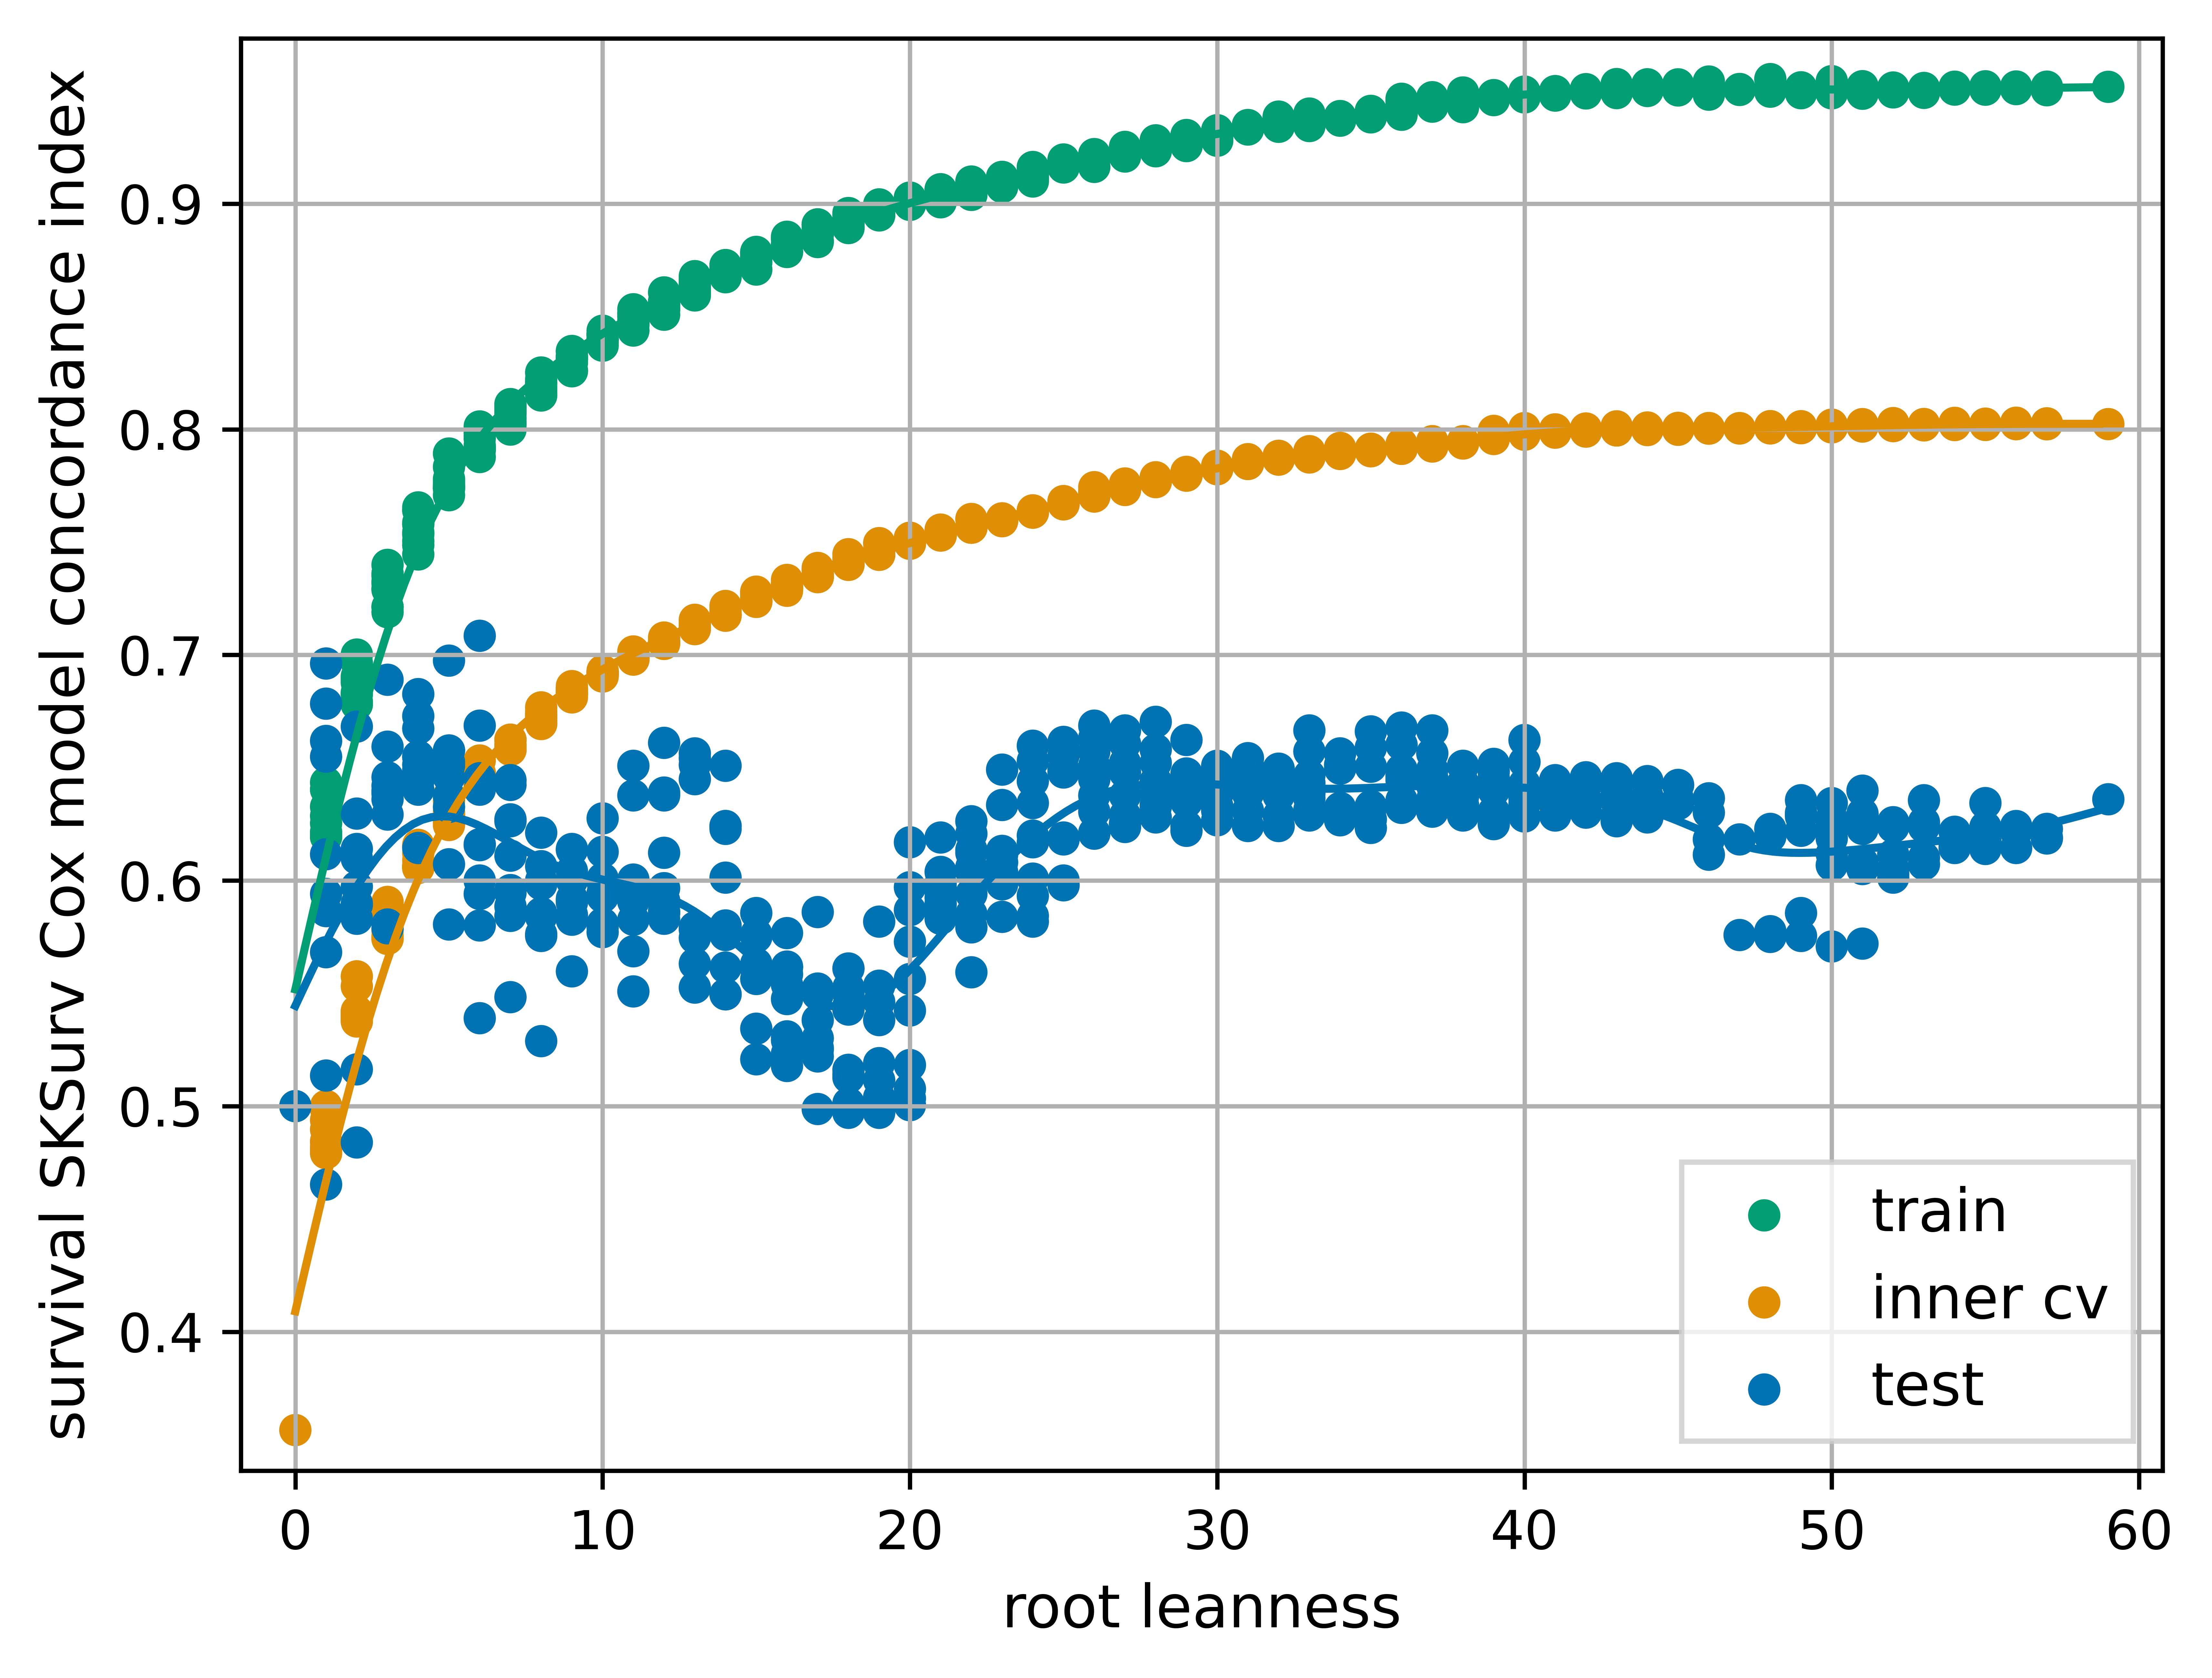 survival SKSurv Cox model concordance index
0.9
0.8
0.7
0.6
0.5
0.4
train
inner cv
test
0 10 20 30 40 50 60
root leanness